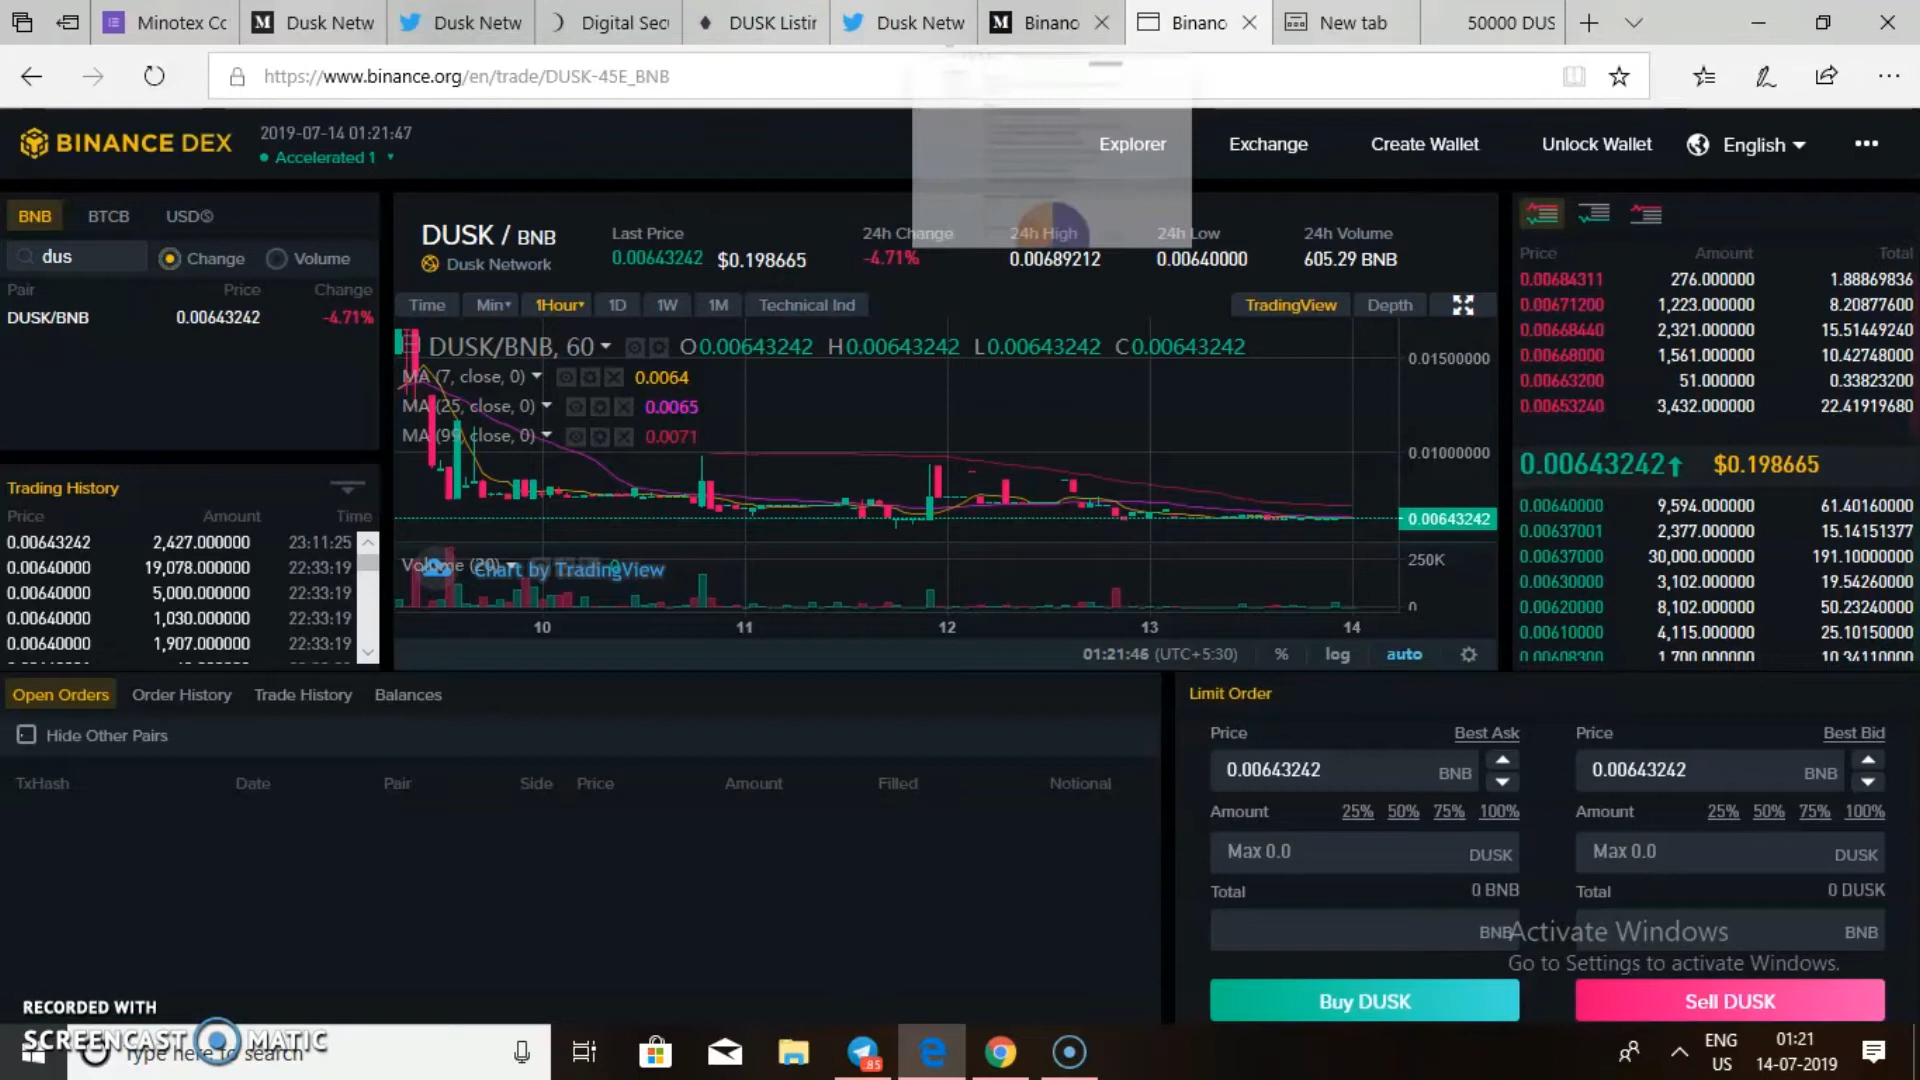 Minotex Cc
Dusk Netw
Dusk Netw
Digital Sec
DUSK Listin
Dusk Netw
Binanc
Binanc
New tab
50000 DUS
https://www.binance.org/en/trade/DUSK-45E_BNB
BINANCE DEX
2019-07-14 01:21:47
Accelerated 1
Explorer
Exchange
Create Wallet
Unlock Wallet
English
BNB BTCB USDⓈ
dus
Change
Volume
Pair Price Change
DUSK/BNB 0.00643242 -4.71%
Trading History
Price Amount Time
0.00643242 2,427.000000 23:11:25
0.00640000 19,078.000000 22:33:19
0.00640000 5,000.000000 22:33:19
0.00640000 1,030.000000 22:33:19
0.00640000 1,907.000000 22:33:19
DUSK / BNB
Dusk Network
Last Price
0.00643242 $0.198665
24h Change
-4.71%
24h High
0.00689212
24h Low
0.00640000
24h Volume
605.29 BNB
Time Min 1Hour 1D 1W 1M Technical Ind
TradingView Depth
DUSK/BNB, 60 O0.00643242 H0.00643242 L0.00643242 C0.00643242
MA (7, close, 0) 0.0064
MA (25, close, 0) 0.0065
MA (99, close, 0) 0.0071
0.01500000
0.01000000
0.00643242
Volume (20)
Chart by TradingView
250K
0
10 11 12 13 14
01:21:46 (UTC+5:30) % log auto
Price Amount Total
0.00684311 276.000000 1.88869836
0.00671200 1,223.000000 8.20877600
0.00668440 2,321.000000 15.51449240
0.00668000 1,561.000000 10.42748000
0.00663200 51.000000 0.33823200
0.00653240 3,432.000000 22.41919680
0.00643242↑ $0.198665
0.00640000 9,594.000000 61.40160000
0.00637001 2,377.000000 15.14151377
0.00637000 30,000.000000 191.10000000
0.00630000 3,102.000000 19.54260000
0.00620000 8,102.000000 50.23240000
0.00610000 4,115.000000 25.10150000
0.00608300 1,700.000000 10.34110000
Open Orders Order History Trade History Balances
Hide Other Pairs
TxHash Date Pair Side Price Amount Filled Notional
Limit Order
Price Best Ask
0.00643242 BNB
Amount 25% 50% 75% 100%
Max 0.0 DUSK
Total 0 BNB
BNB
Buy DUSK
Price Best Bid
0.00643242 BNB
Amount 25% 50% 75% 100%
Max 0.0 DUSK
Total 0 DUSK
BNB
Sell DUSK
Activate Windows
Go to Settings to activate Windows.
RECORDED WITH
SCREENCAST MATIC
Type here to search
85
ENG
US
01:21
14-07-2019